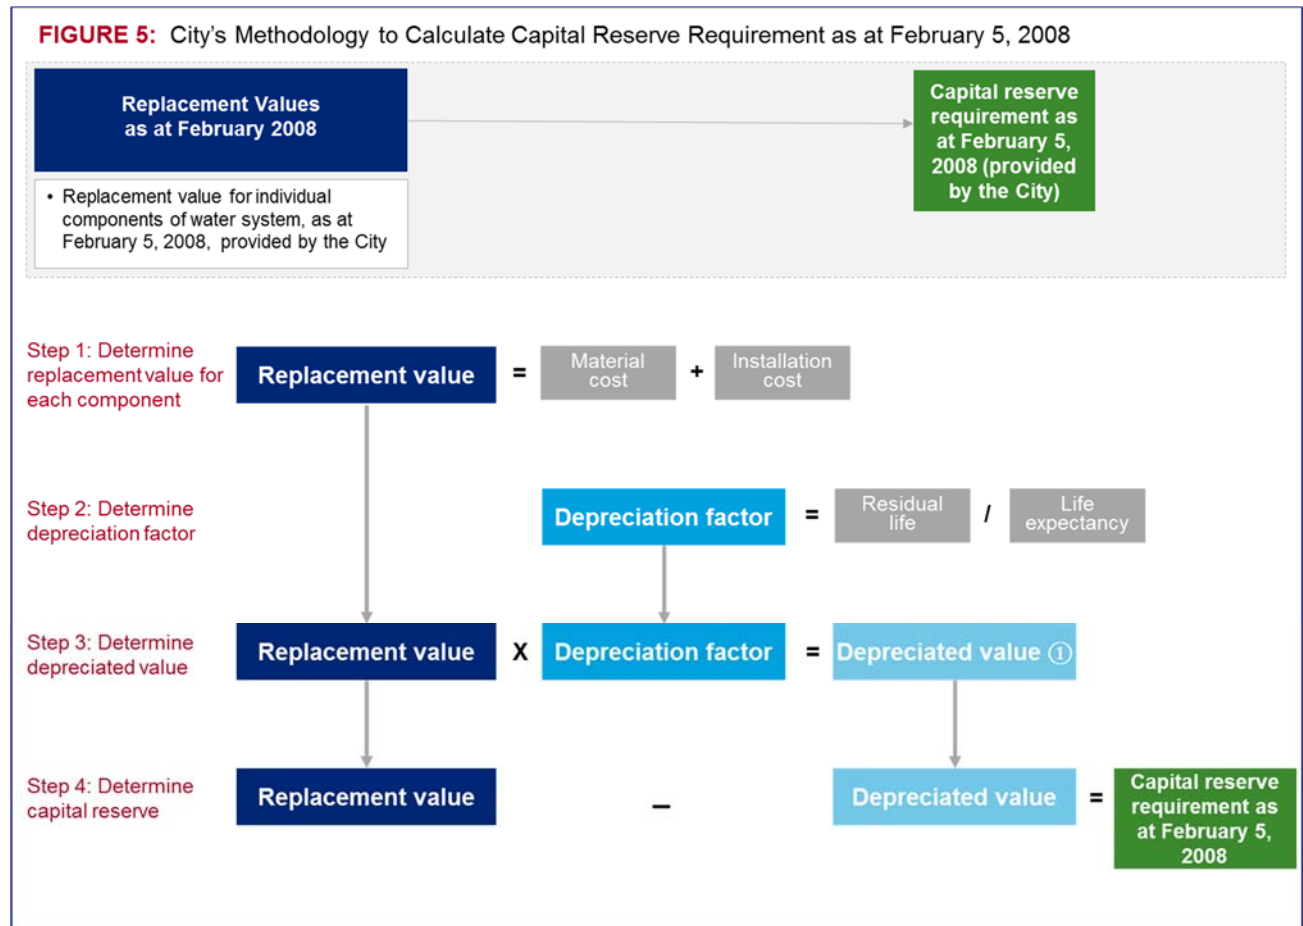 FIGURE 5: City's Methodology to Calculate Capital Reserve Requirement as at February 5, 2008
Replacement Values
as at February 2008
• Replacement value for individual
components of water system, as at
February 5, 2008, provided by the City
Capital reserve
requirement as
at February 5,
2008 (provided
by the City)
Step 1: Determine
replacement value for
each component
Replacement value
=
Material
cost
+
Installation
cost
Step 2: Determine
depreciation factor
Depreciation factor
=
Residual
life
/
Life
expectancy
Step 3: Determine
depreciated value
Replacement value
X
Depreciation factor
=
Depreciated value ①
Step 4: Determine
capital reserve
Replacement value
–
Depreciated value
=
Capital reserve
requirement as
at February 5,
2008